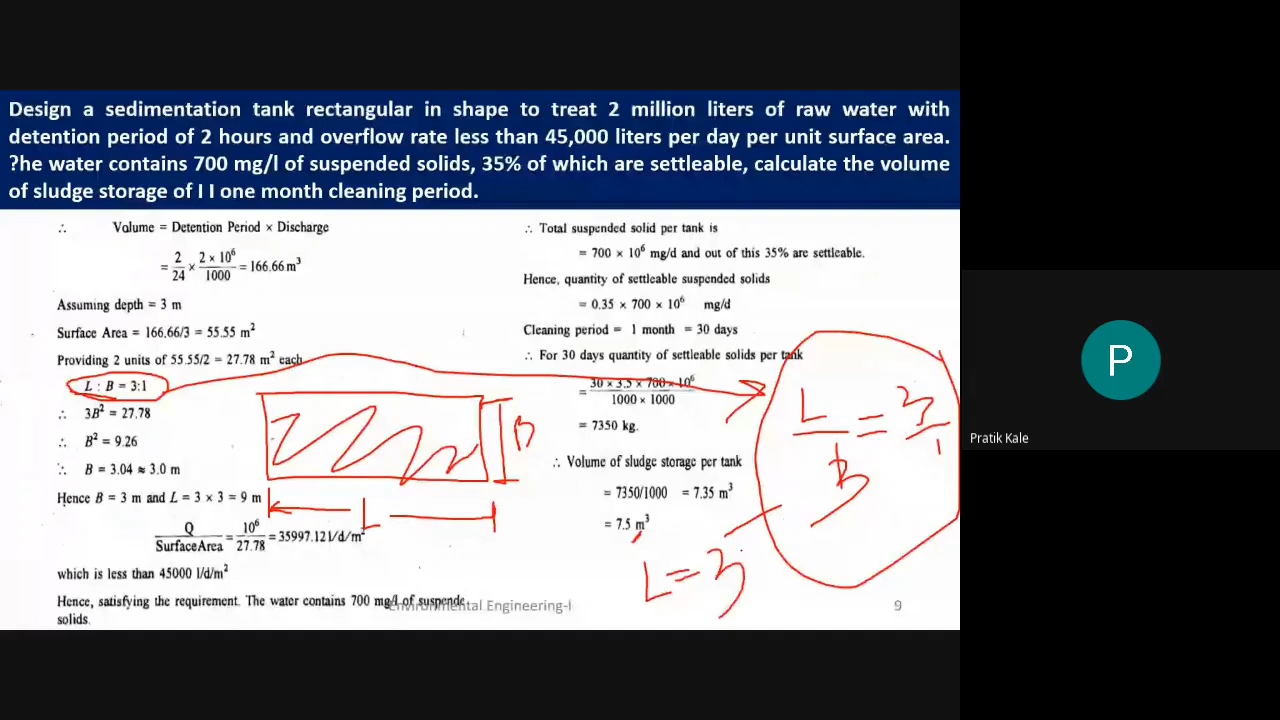 Design a sedimentation tank rectangular in shape to treat 2 million liters of raw water with
detention period of 2 hours and overflow rate less than 45,000 liters per day per unit surface area.
?he water contains 700 mg/l of suspended solids, 35% of which are settleable, calculate the volume
of sludge storage of I I one month cleaning period.
∴ Volume = Detention Period × Discharge
= 2/24 × 2 × 10⁶/1000 = 166.66 m³
Assuming depth = 3 m
Surface Area = 166.66/3 = 55.55 m²
Providing 2 units of 55.55/2 = 27.78 m² each
L : B = 3:1
∴ 3B² = 27.78
∴ B² = 9.26
∴ B = 3.04 ≈ 3.0 m
Hence B = 3 m and L = 3 × 3 = 9 m
Q/Surface Area = 10⁶/27.78 = 35997.12 l/d/m²
which is less than 45000 l/d/m²
Hence, satisfying the requirement. The water contains 700 mg/l of suspende
solids.
∴ Total suspended solid per tank is
= 700 × 10⁶ mg/d and out of this 35% are settleable.
Hence, quantity of settleable suspended solids
= 0.35 × 700 × 10⁶ mg/d
Cleaning period = 1 month = 30 days
∴ For 30 days quantity of settleable solids per tank
= 30 × 3.5 × 700 × 10⁶/1000 × 1000
= 7350 kg.
∴ Volume of sludge storage per tank
= 7350/1000 = 7.35 m³
= 7.5 m³
B
L
L/B = 3/1
L = 3
Environmental Engineering-I
9
P
Pratik Kale